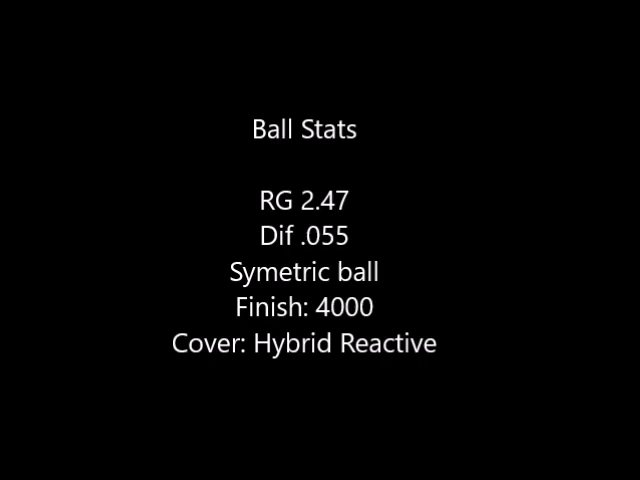 Ball Stats
RG 2.47
Dif .055
Symetric ball
Finish: 4000
Cover: Hybrid Reactive